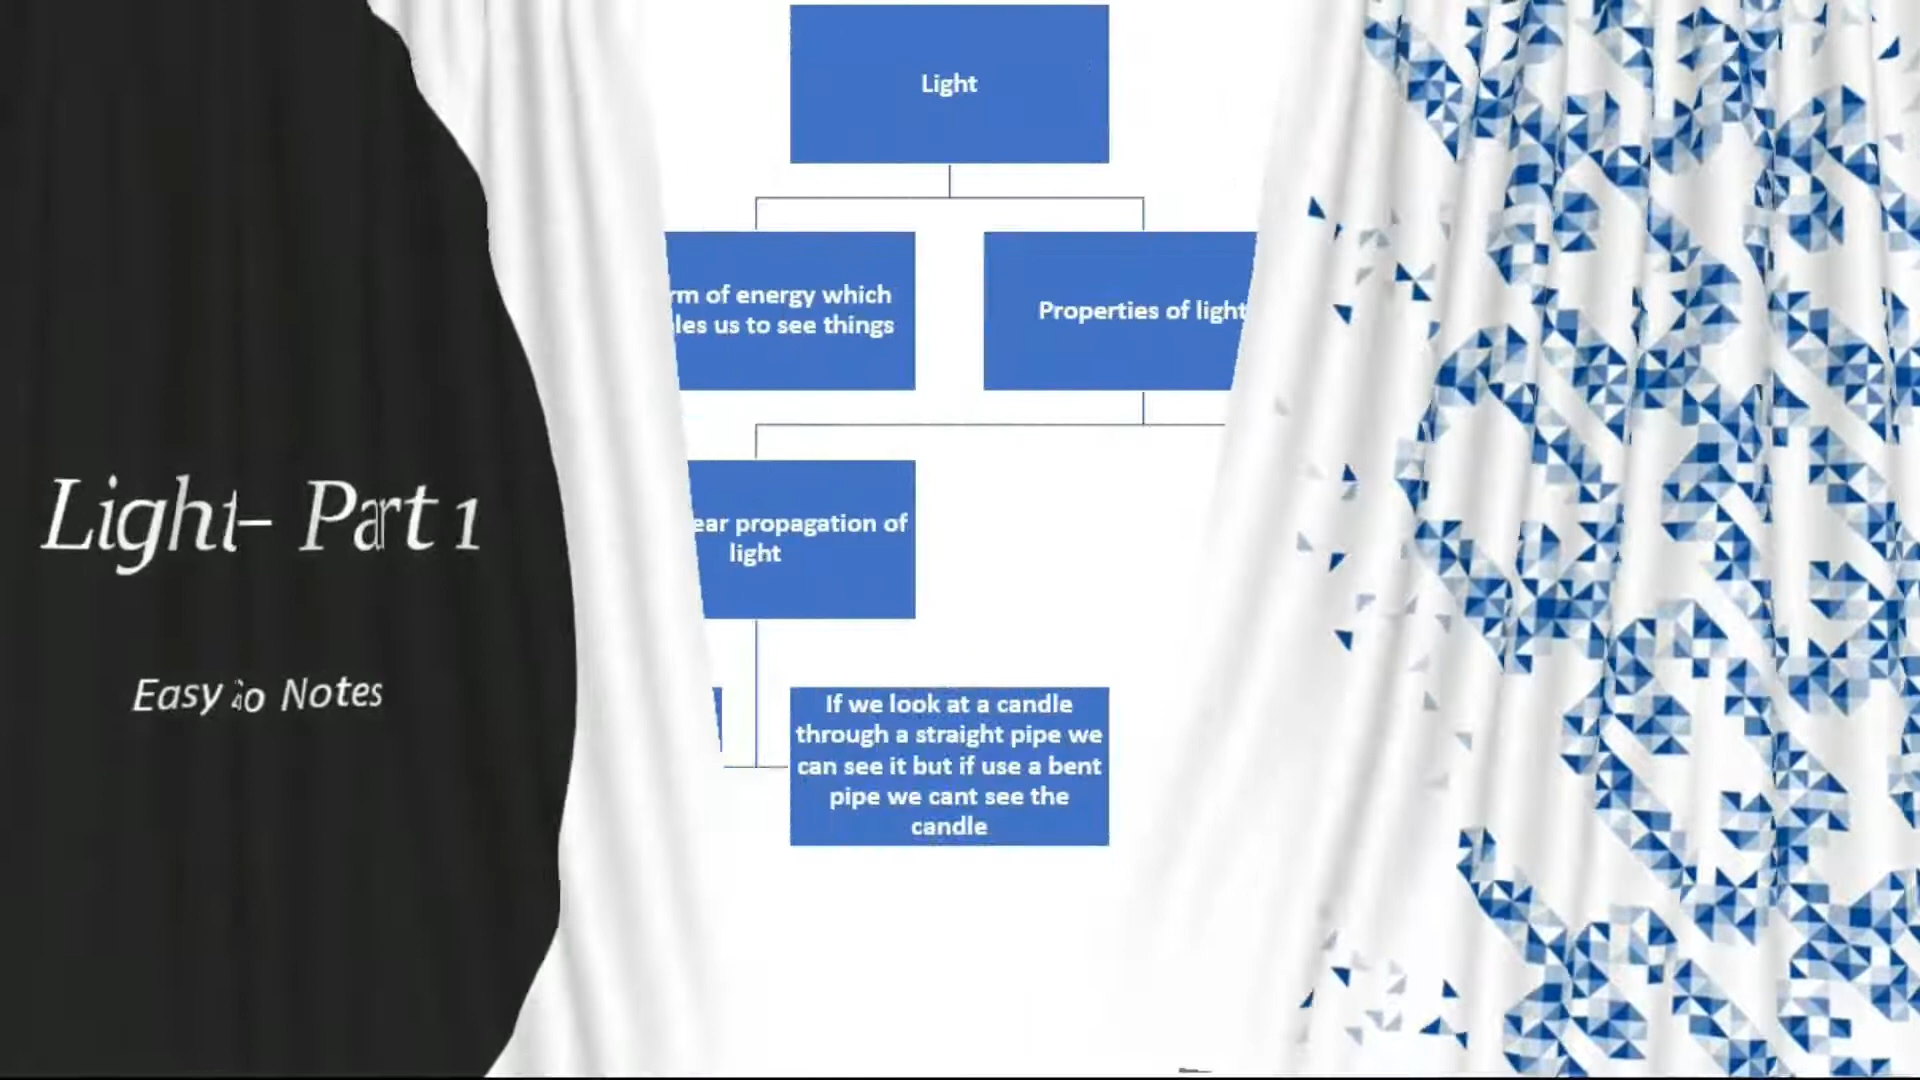 Light
rm of energy which
les us to see things
Properties of light
ear propagation of
light
If we look at a candle
through a straight pipe we
can see it but if use a bent
pipe we cant see the
candle
Light– Part 1
Easy Notes